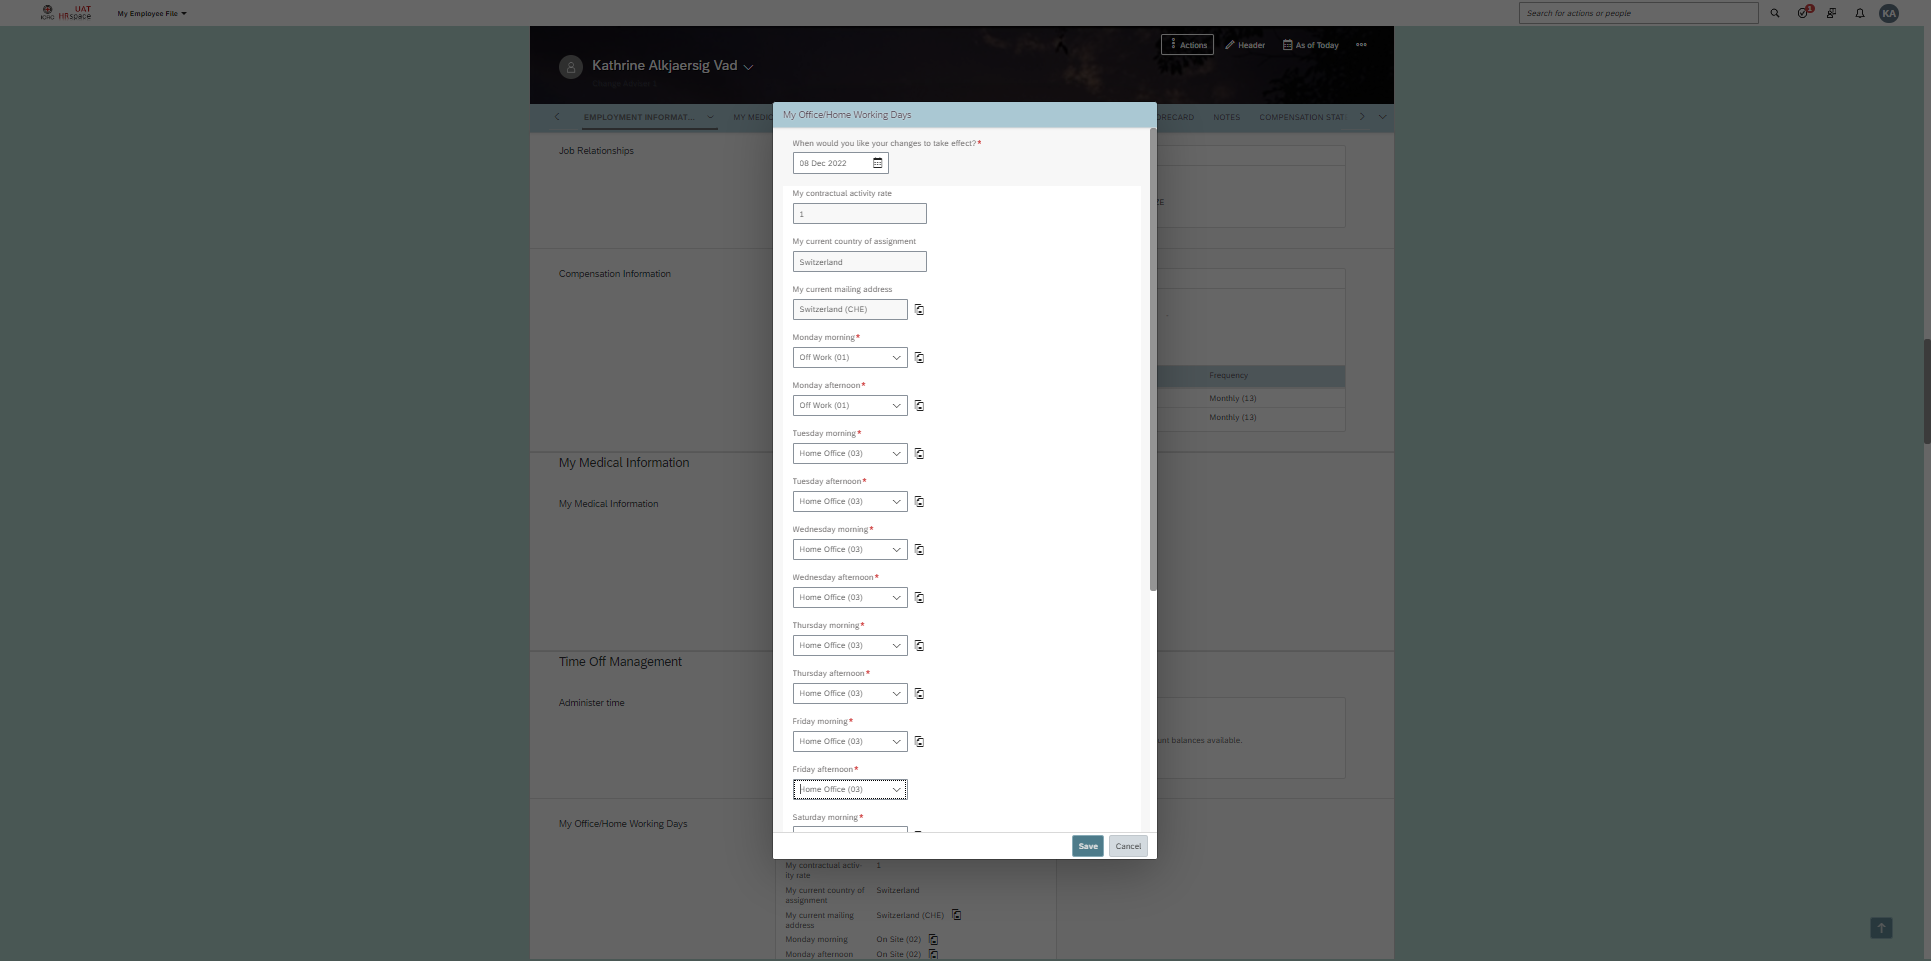 UAT
ICRC HRspace
My Employee File
Search for actions or people
1
KA
Actions
Header
As of Today
Kathrine Alkjaersig Vad
EMPLOYMENT INFORMAT...
MY MEDIC
ORECARD
NOTES
COMPENSATION STAT
My Office/Home Working Days
Job Relationships
When would you like your changes to take effect?*
08 Dec 2022
My contractual activity rate
1
ZE
My current country of assignment
Switzerland
Compensation Information
My current mailing address
Switzerland (CHE)
Monday morning*
Off Work (01)
Frequency
Monday afternoon*
Monthly (13)
Off Work (01)
Monthly (13)
Tuesday morning*
Home Office (03)
My Medical Information
Tuesday afternoon*
Home Office (03)
My Medical Information
Wednesday morning*
Home Office (03)
Wednesday afternoon*
Home Office (03)
Thursday morning*
Home Office (03)
Time Off Management
Thursday afternoon*
Home Office (03)
Administer time
Friday morning*
Home Office (03)
unt balances available.
Friday afternoon*
Home Office (03)
Saturday morning*
My Office/Home Working Days
Save
Cancel
My contractual activ-
ity rate
1
My current country of
assignment
Switzerland
My current mailing
address
Switzerland (CHE)
Monday morning
On Site (02)
Monday afternoon
On Site (02)